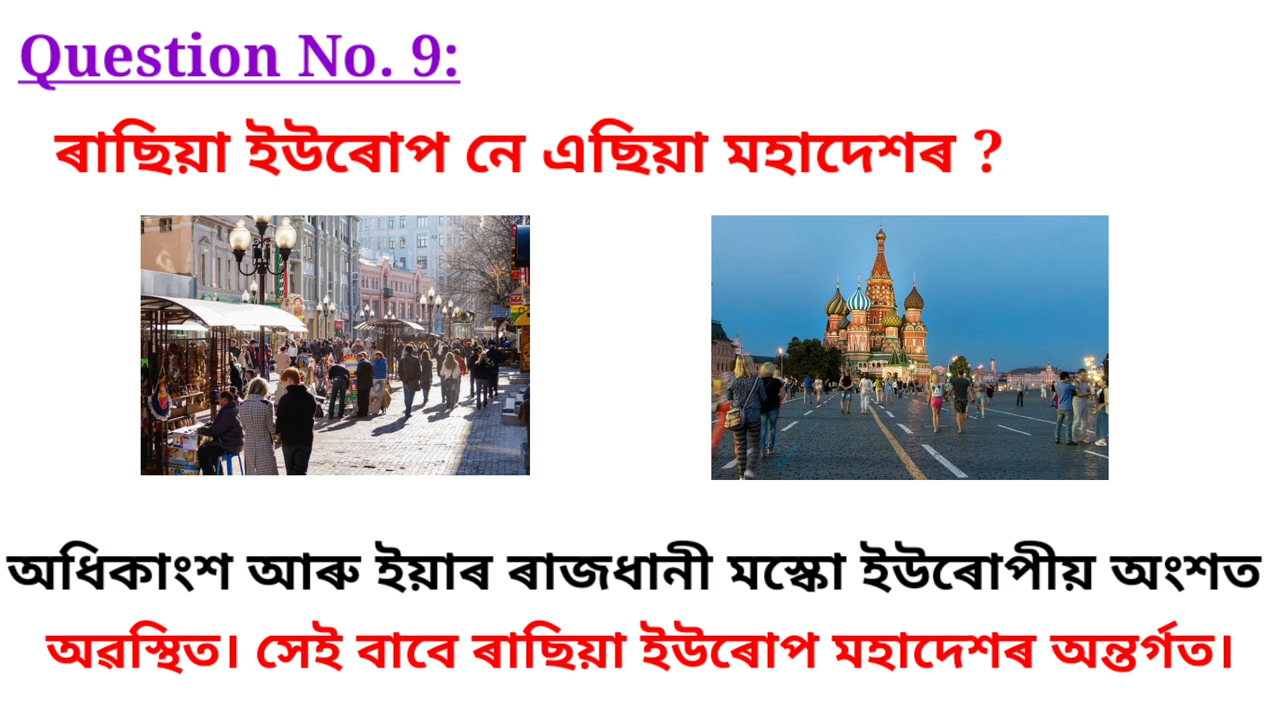 Question No. 9:
ৰাছিয়া ইউৰোপ নে এছিয়া মহাদেশৰ ?
অধিকাংশ আৰু ইয়াৰ ৰাজধানী মস্কো ইউৰোপীয় অংশত
অৱস্থিত। সেই বাবে ৰাছিয়া ইউৰোপ মহাদেশৰ অন্তৰ্গত।